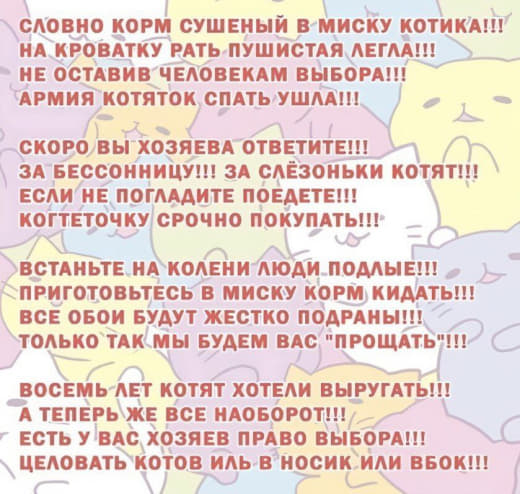 СЛОВНО КОРМ СУШЕНЫЙ В МИСКУ КОТИКА!!!
НА КРОВАТКУ РАТЬ ПУШИСТАЯ ЛЕГЛА!!!
НЕ ОСТАВИВ ЧЕЛОВЕКАМ ВЫБОРА!!!
АРМИЯ КОТЯТОК СПАТЬ УШЛА!!!
СКОРО ВЫ ХОЗЯЕВА ОТВЕТИТЕ!!!
ЗА БЕССОННИЦУ!!! ЗА СЛЁЗОНЬКИ КОТЯТ!!!
ЕСЛИ НЕ ПОГЛАДИТЕ ПОЕДЕТЕ!!!
КОГТЕТОЧКУ СРОЧНО ПОКУПАТЬ!!!
ВСТАНЬТЕ НА КОЛЕНИ ЛЮДИ ПОДЛЫЕ!!!
ПРИГОТОВЬТЕСЬ В МИСКУ КОРМ КИДАТЬ!!!
ВСЕ ОБОИ БУДУТ ЖЕСТКО ПОДРАНЫ!!!
ТОЛЬКО ТАК МЫ БУДЕМ ВАС "ПРОЩАТЬ"!!!
ВОСЕМЬ ЛЕТ КОТЯТ ХОТЕЛИ ВЫРУГАТЬ!!!
А ТЕПЕРЬ ЖЕ ВСЕ НАОБОРОТ!!!
ЕСТЬ У ВАС ХОЗЯЕВ ПРАВО ВЫБОРА!!!
ЦЕЛОВАТЬ КОТОВ ИЛЬ В НОСИК ИЛИ ВБОК!!!